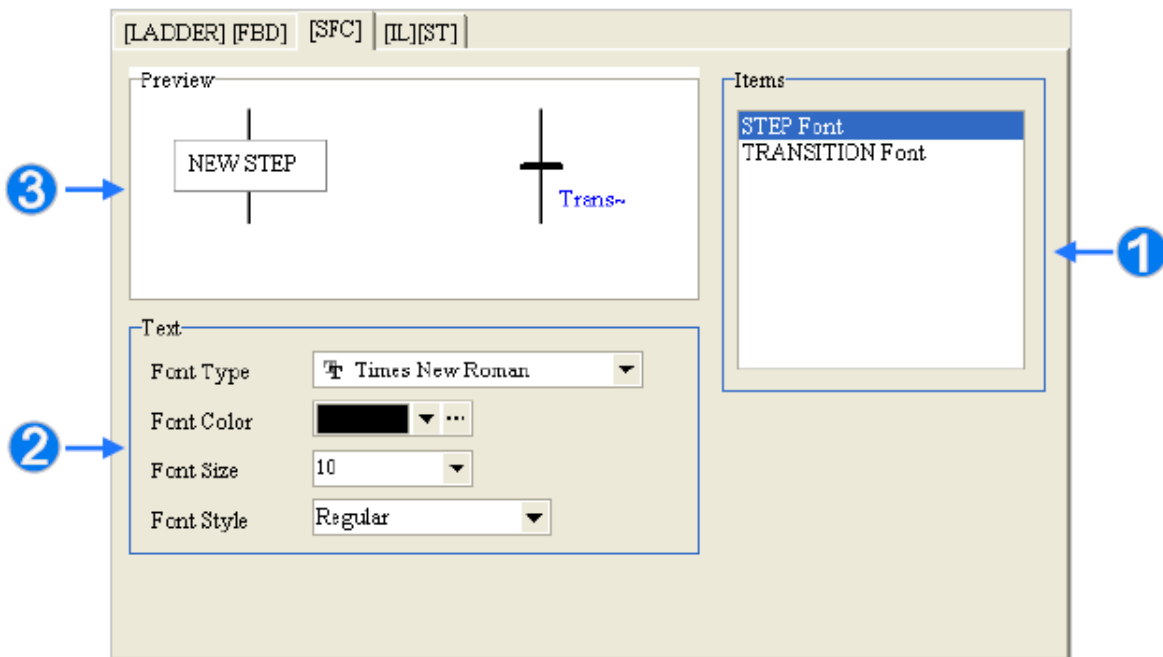 [LADDER] [FBD] [SFC] [IL][ST]
Preview
NEW STEP
Trans~
3
Items
STEP Font
TRANSITION Font
1
Text
Font Type Times New Roman
Font Color ...
2
Font Size 10
Font Style Regular